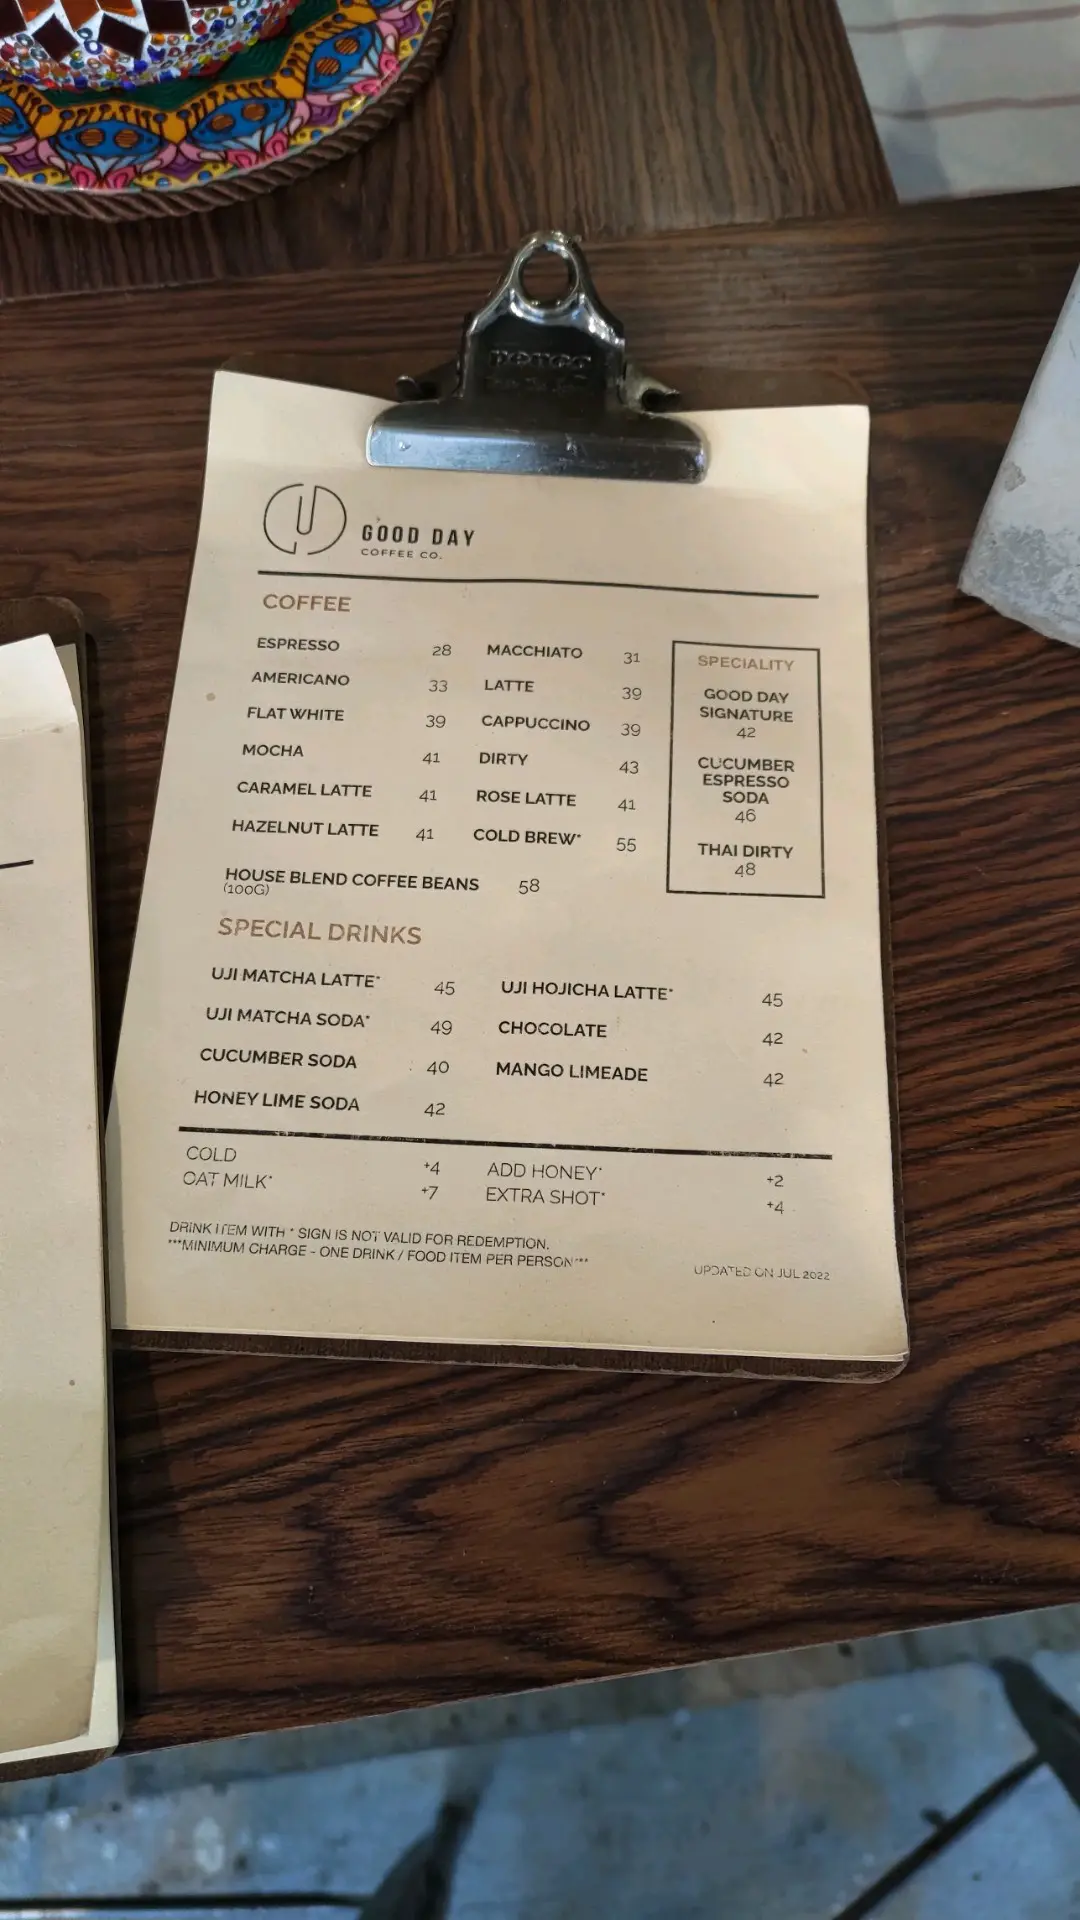 GOOD DAY
COFFEE CO.
COFFEE
ESPRESSO 28 MACCHIATO 31
AMERICANO 33 LATTE 39
FLAT WHITE 39 CAPPUCCINO 39
MOCHA 41 DIRTY 43
CARAMEL LATTE 41 ROSE LATTE 41
HAZELNUT LATTE 41 COLD BREW* 55
HOUSE BLEND COFFEE BEANS 58
(100G)
SPECIALITY
GOOD DAY
SIGNATURE
42
CUCUMBER
ESPRESSO
SODA
46
THAI DIRTY
48
SPECIAL DRINKS
UJI MATCHA LATTE* 45 UJI HOJICHA LATTE* 45
UJI MATCHA SODA* 49 CHOCOLATE 42
CUCUMBER SODA 40 MANGO LIMEADE 42
HONEY LIME SODA 42
COLD +4 ADD HONEY* +2
OAT MILK* +7 EXTRA SHOT* +4
DRINK ITEM WITH * SIGN IS NOT VALID FOR REDEMPTION.
***MINIMUM CHARGE - ONE DRINK / FOOD ITEM PER PERSON***
UPDATED ON JUL 2022